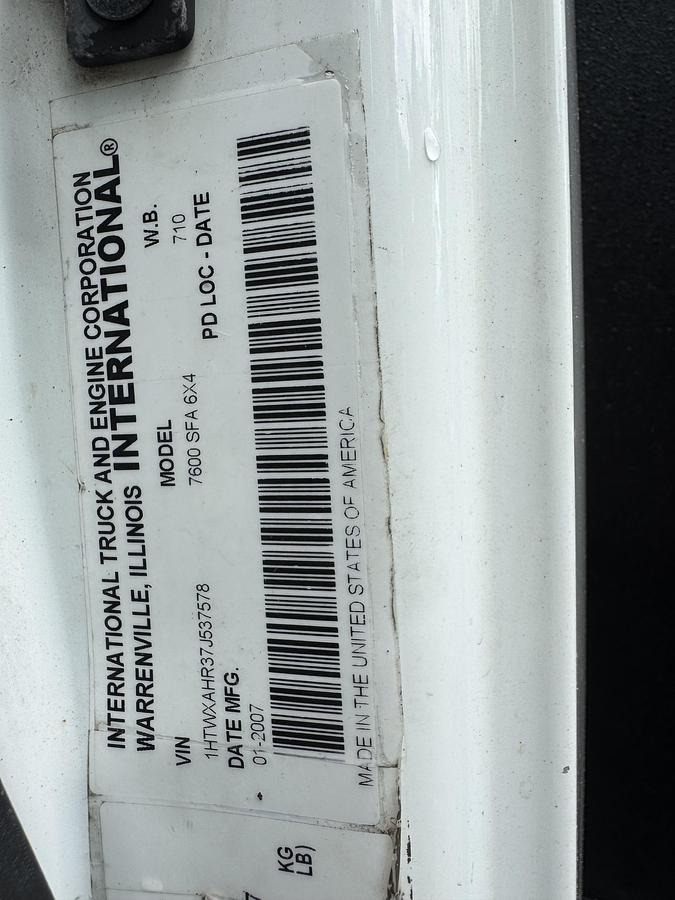 INTERNATIONAL TRUCK AND ENGINE CORPORATION
WARRENVILLE, ILLINOIS INTERNATIONAL®
VIN MODEL W.B.
1HTWXAHR37J537578 7600 SFA 6X4 710
DATE MFG. PD LOC - DATE
01-2007
MADE IN THE UNITED STATES OF AMERICA
KG
LB)